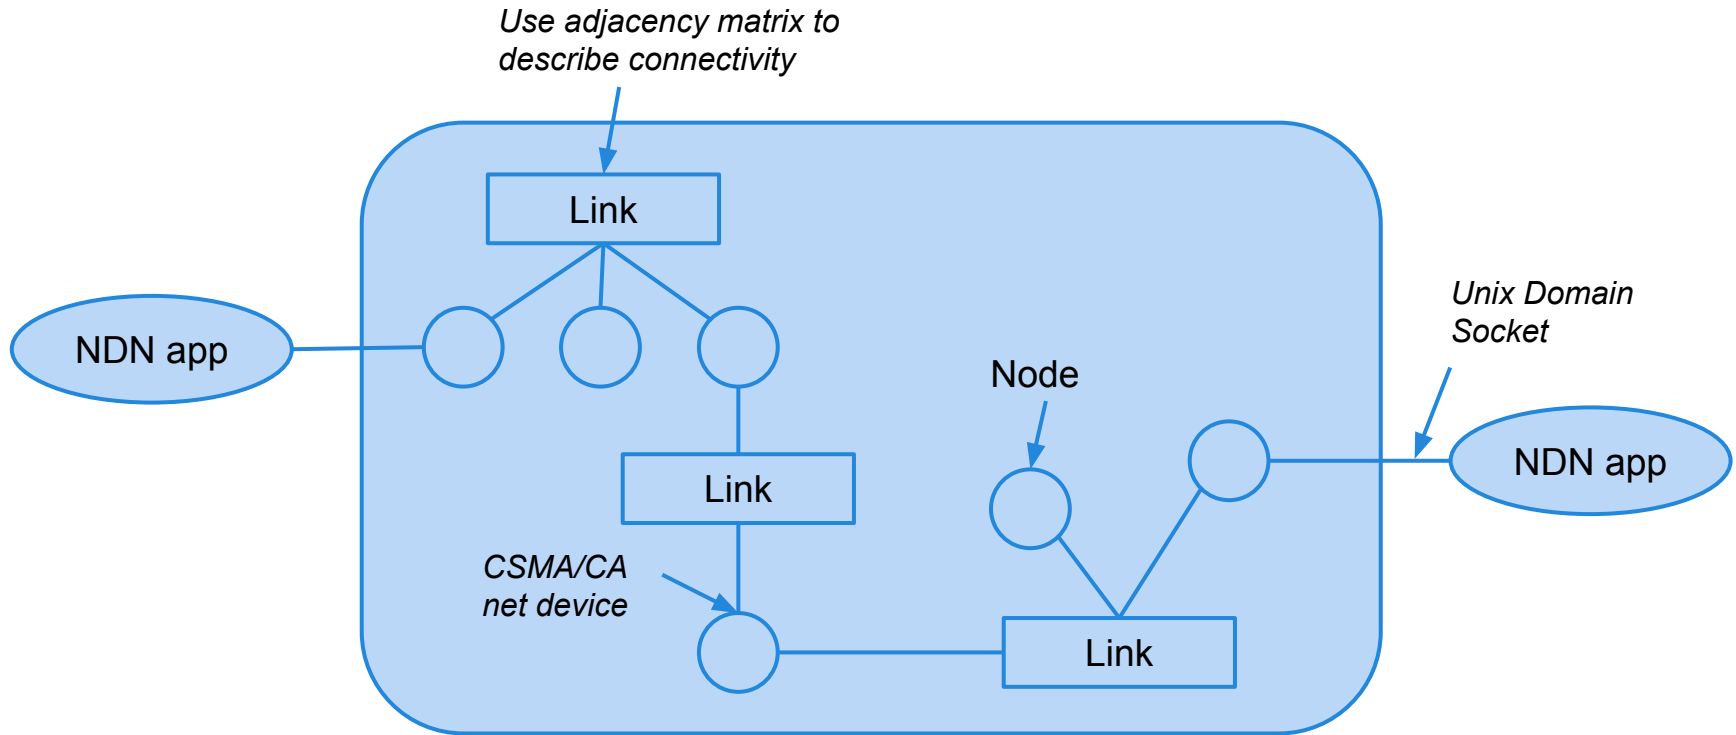 Use adjacency matrix to
describe connectivity
Link
NDN app
Unix Domain
Socket
Node
NDN app
Link
CSMA/CA
net device
Link